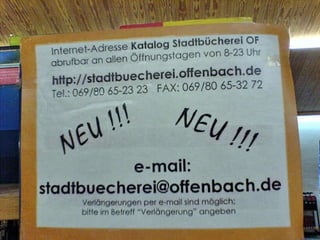 Internet-Adresse Katalog Stadtbücherei OF
abrufbar an allen Öffnungstagen von 8-23 Uhr
http://stadtbuecherei.offenbach.de
Tel.: 069/80 65-23 23 FAX: 069/80 65-32 72
NEU !!! NEU !!!
e-mail:
stadtbuecherei@offenbach.de
Verlängerungen per e-mail sind möglich;
bitte im Betreff "Verlängerung" angeben